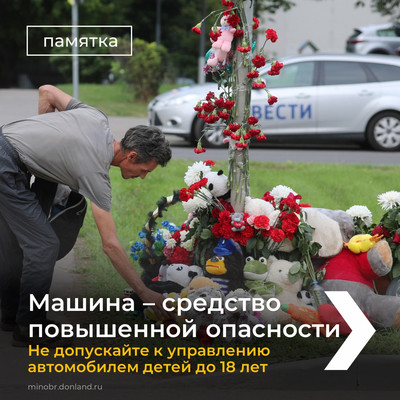 памятка
ВЕСТИ
Машина – средство
повышенной опасности
Не допускайте к управлению
автомобилем детей до 18 лет
minobr.donland.ru